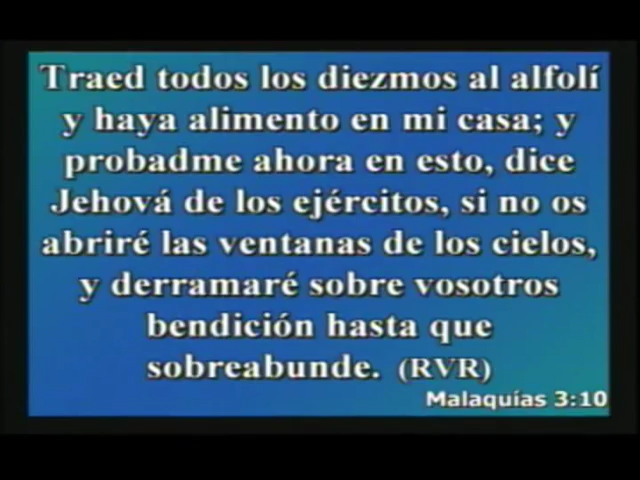 Traed todos los diezmos al alfolí
y haya alimento en mi casa; y
probadme ahora en esto, dice
Jehová de los ejércitos, si no os
abriré las ventanas de los cielos,
y derramaré sobre vosotros
bendición hasta que
sobreabunde. (RVR)
Malaquías 3:10